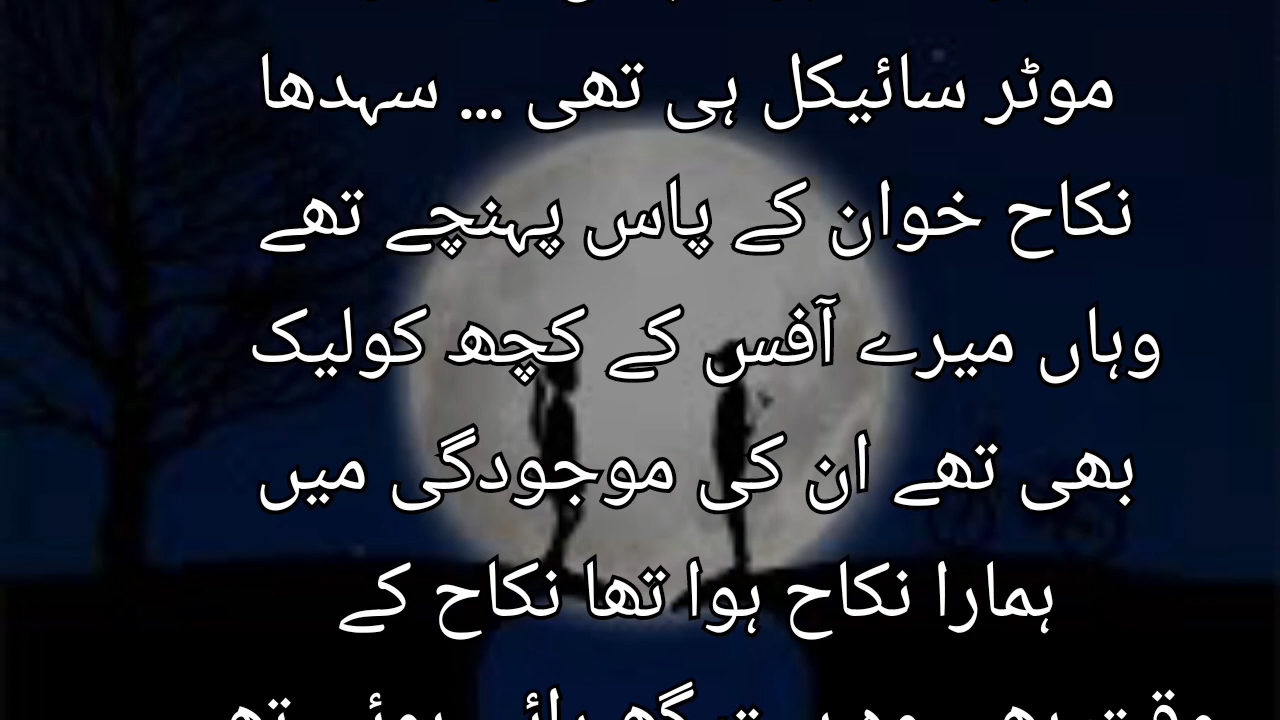 موٹر سائیکل ہی تھی ... سہدھا
نکاح خوان کے پاس پہنچے تھے
وہاں میرے آفس کے کچھ کولیک
بھی تھے ان کی موجودگی میں
ہمارا نکاح ہوا تھا نکاح کے